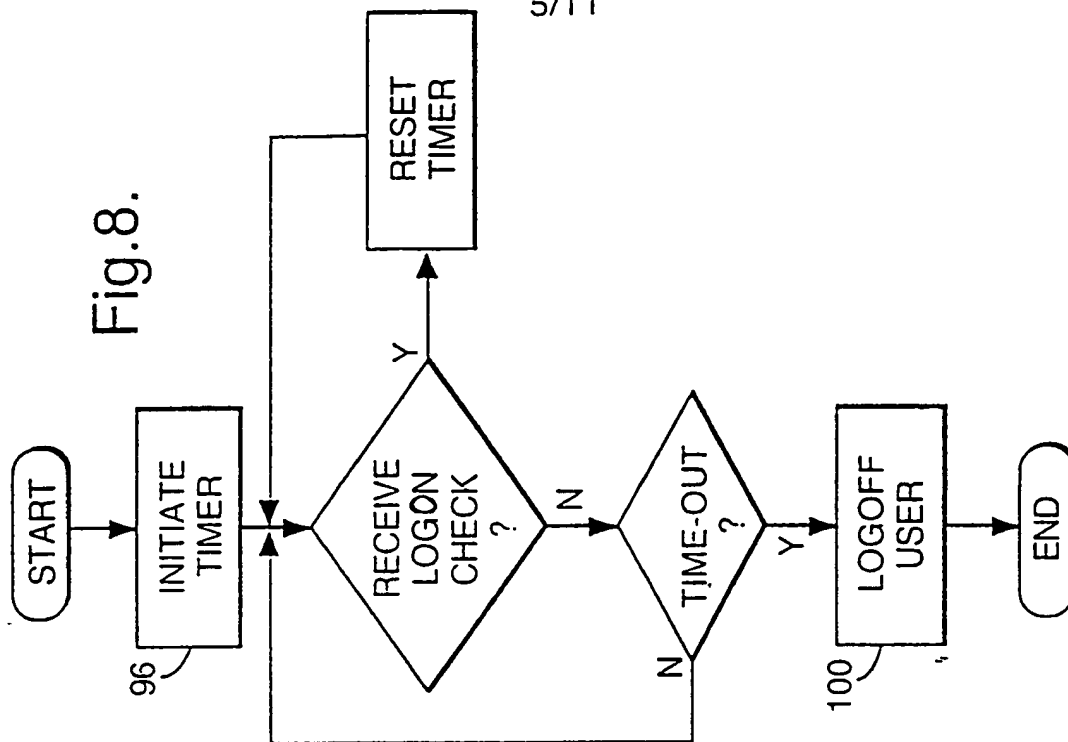 5/11
Fig.8.
START
INITIATE
TIMER
96
RECEIVE
LOGON
CHECK
?
Y
RESET
TIMER
N
TIME-OUT
?
N
Y
LOGOFF
USER
100
END